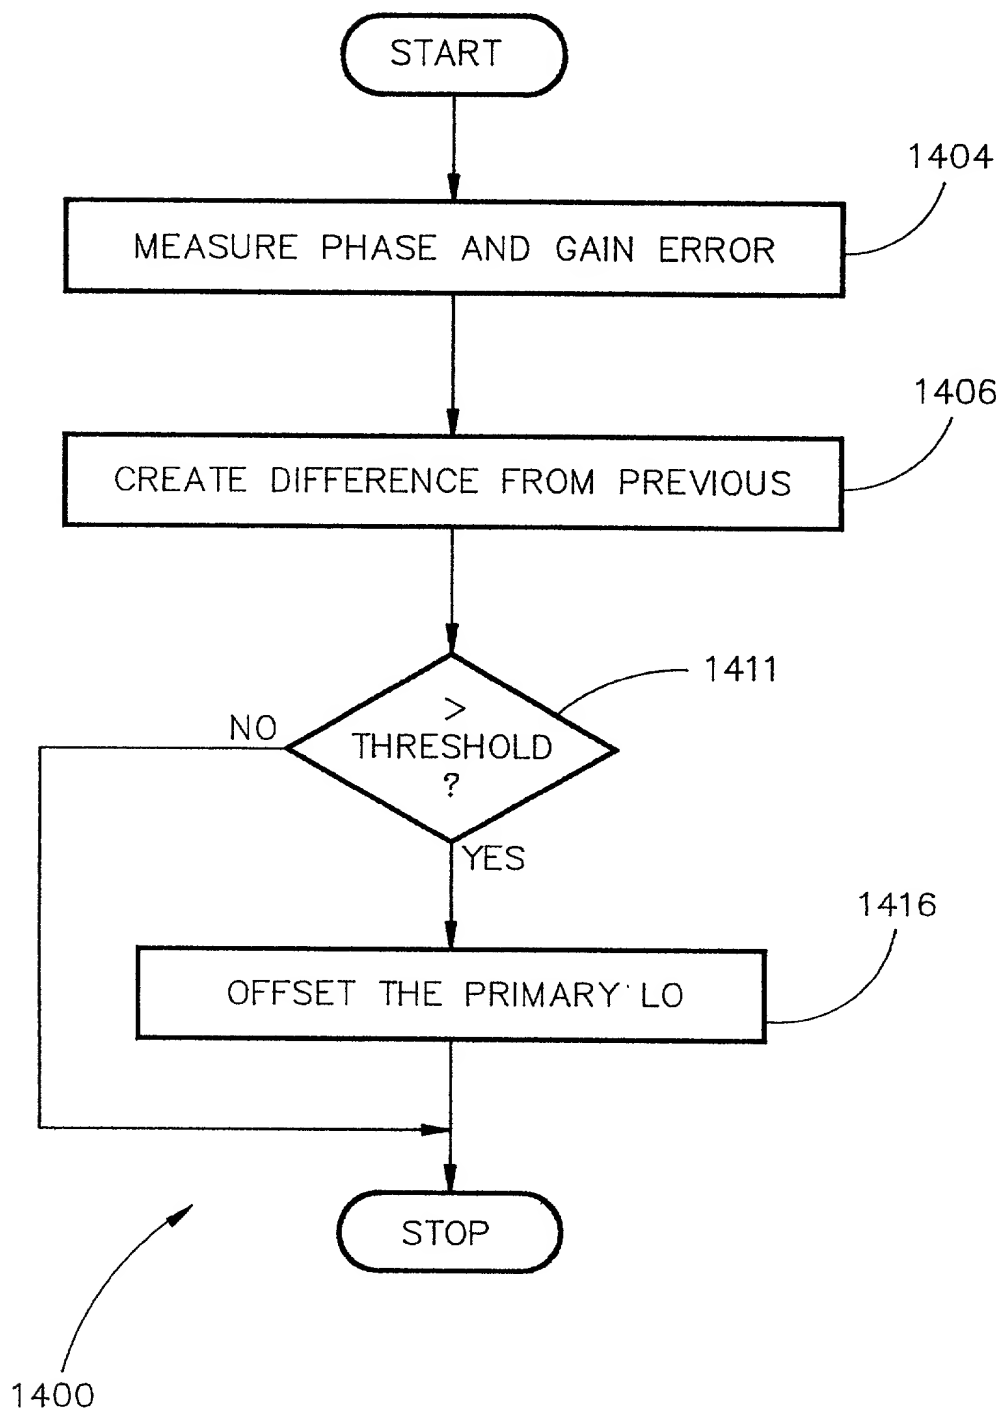 START
1404
MEASURE PHASE AND GAIN ERROR
1406
CREATE DIFFERENCE FROM PREVIOUS
1411
>
NO
THRESHOLD
?
YES
1416
OFFSET THE PRIMARY LO
STOP
1400